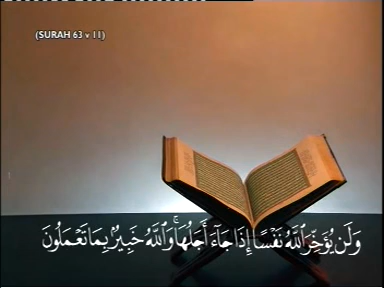 (SURAH 63 v 11)
وَلَن يُؤَخِّرَ ٱللَّهُ نَفْسًا إِذَا جَآءَ أَجَلُهَا ۚ وَٱللَّهُ خَبِيرٌۢ بِمَا تَعْمَلُونَ